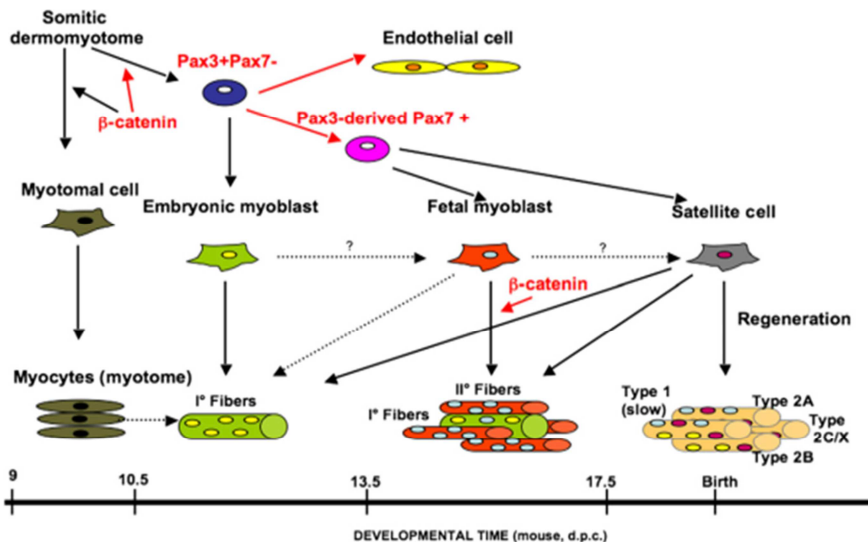 Somitic
dermomyotome
Pax3+Pax7-
Endothelial cell
β-catenin
Pax3-derived Pax7 +
Myotomal cell
Embryonic myoblast
Fetal myoblast
Satellite cell
?
?
β-catenin
Regeneration
Myocytes (myotome)
I° Fibers
II° Fibers
I° Fibers
Type 1
(slow)
Type 2A
Type
2C/X
Type 2B
9
10.5
13.5
17.5
Birth
DEVELOPMENTAL TIME (mouse, d.p.c.)